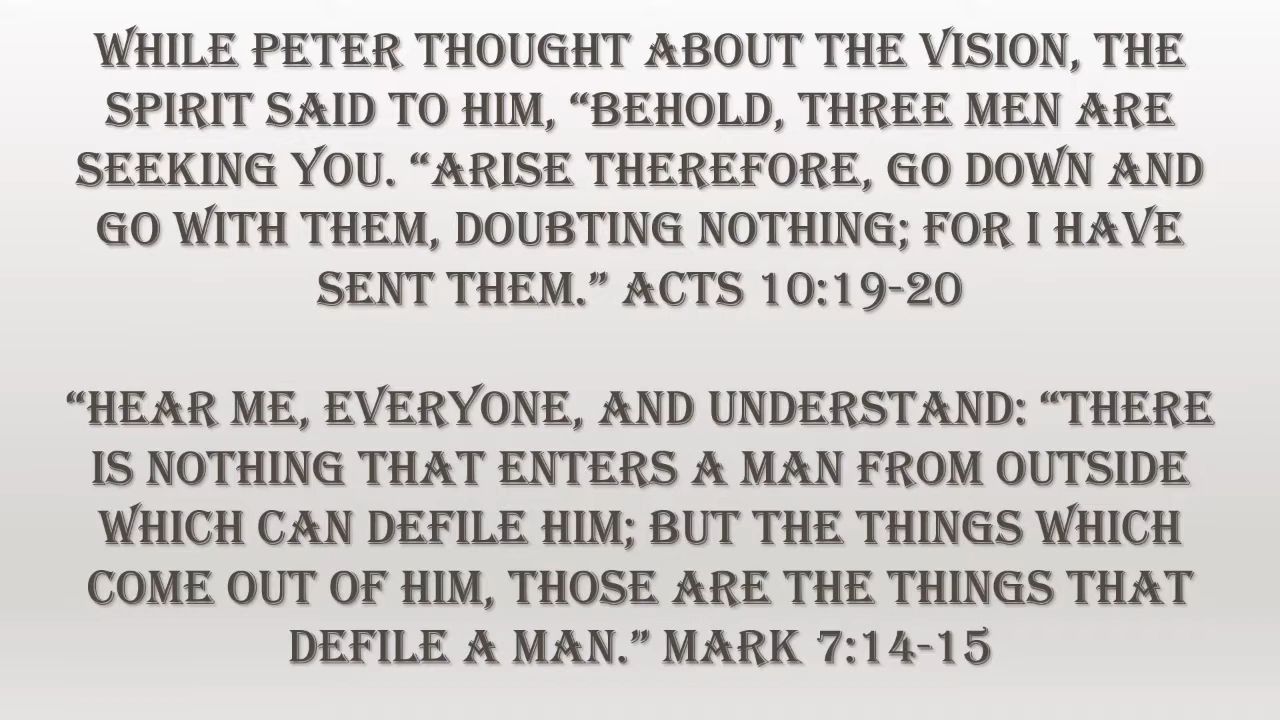 WHILE PETER THOUGHT ABOUT THE VISION, THE
SPIRIT SAID TO HIM, “BEHOLD, THREE MEN ARE
SEEKING YOU. “ARISE THEREFORE, GO DOWN AND
GO WITH THEM, DOUBTING NOTHING; FOR I HAVE
SENT THEM.” ACTS 10:19-20
“HEAR ME, EVERYONE, AND UNDERSTAND: “THERE
IS NOTHING THAT ENTERS A MAN FROM OUTSIDE
WHICH CAN DEFILE HIM; BUT THE THINGS WHICH
COME OUT OF HIM, THOSE ARE THE THINGS THAT
DEFILE A MAN.” MARK 7:14-15